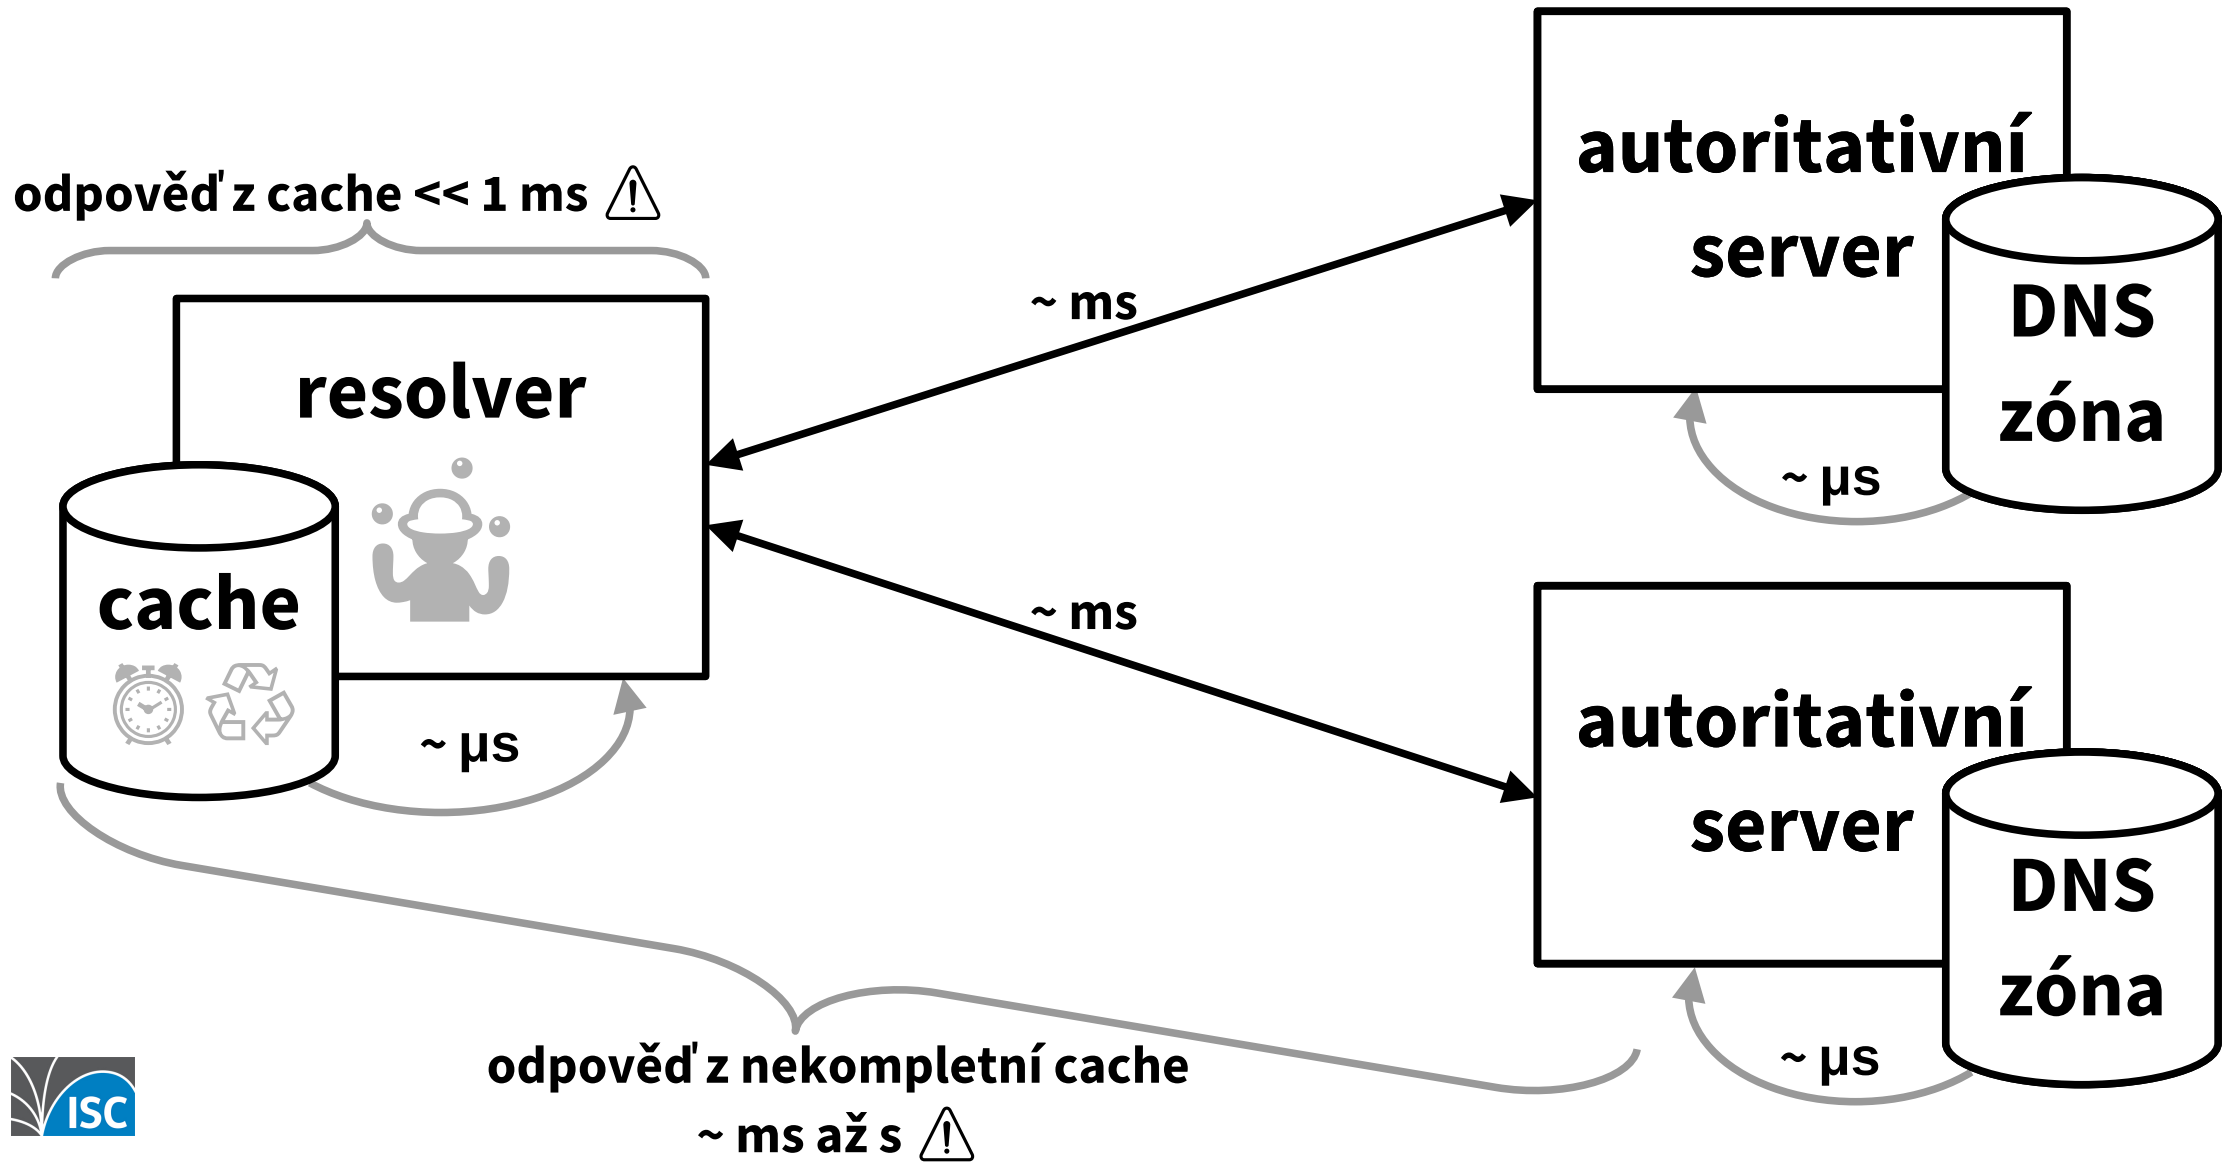 odpověď z cache << 1 ms ⚠
resolver
cache
~ μs
~ ms
~ ms
autoritativní
server
DNS
zóna
~ μs
autoritativní
server
DNS
zóna
~ μs
odpověď z nekompletní cache
~ ms až s ⚠
ISC